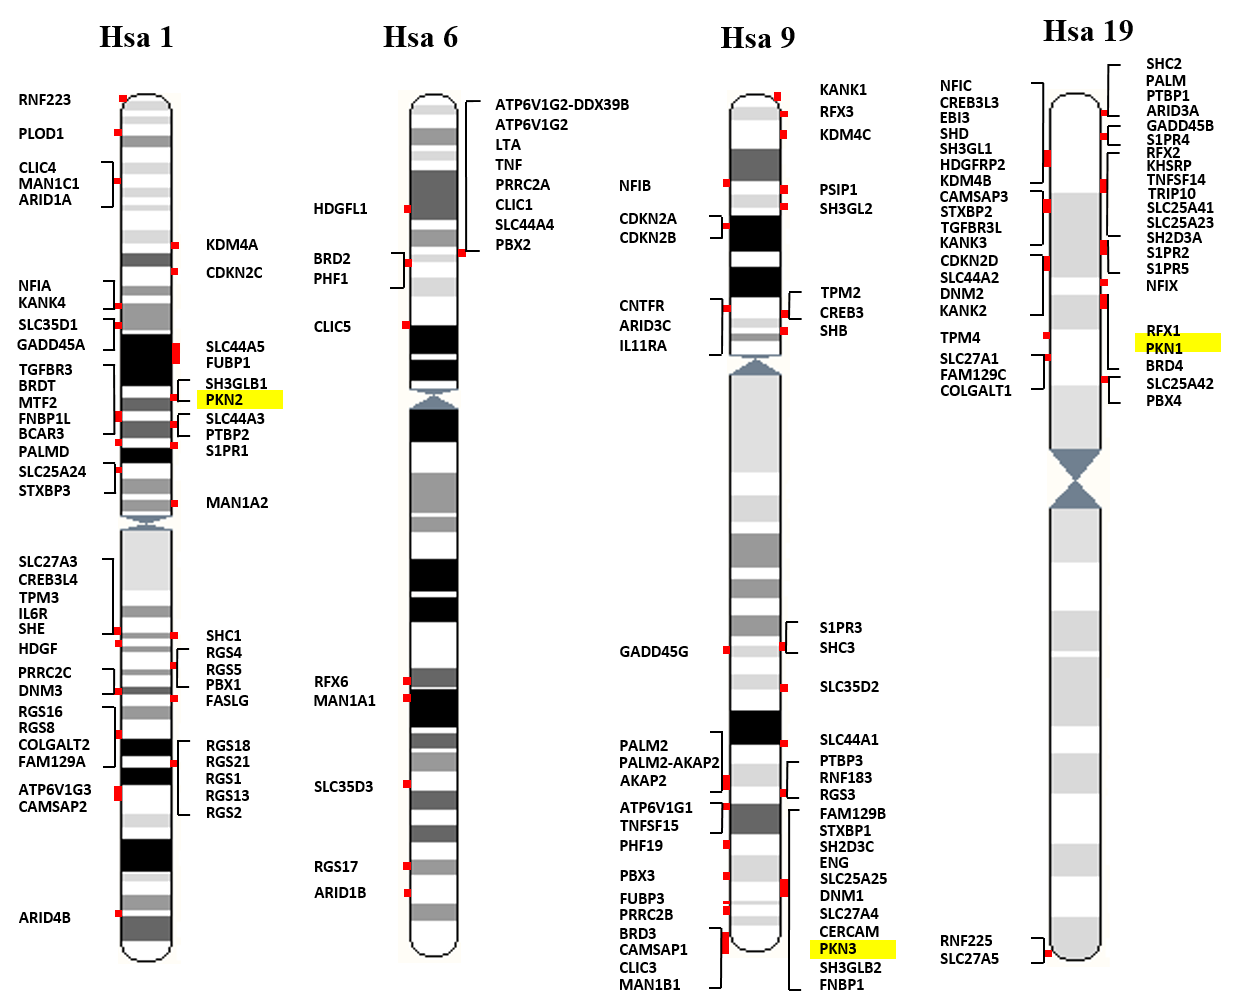 Hsa 1
RNF223
PLOD1
CLIC4
MAN1C1
ARID1A
NFIA
KANK4
SLC35D1
GADD45A
TGFBR3
BRDT
MTF2
FNBP1L
BCAR3
PALMD
SLC25A24
STXBP3
SLC27A3
CREB3L4
TPM3
IL6R
SHE
HDGF
PRRC2C
DNM3
RGS16
RGS8
COLGALT2
FAM129A
ATP6V1G3
CAMSAP2
ARID4B
KDM4A
CDKN2C
SLC44A5
FUBP1
SH3GLB1
PKN2
SLC44A3
PTBP2
S1PR1
MAN1A2
SHC1
RGS4
RGS5
PBX1
FASLG
RGS18
RGS21
RGS1
RGS13
RGS2
Hsa 6
HDGFL1
BRD2
PHF1
CLIC5
RFX6
MAN1A1
SLC35D3
RGS17
ARID1B
ATP6V1G2-DDX39B
ATP6V1G2
LTA
TNF
PRRC2A
CLIC1
SLC44A4
PBX2
Hsa 9
NFIB
CDKN2A
CDKN2B
CNTFR
ARID3C
IL11RA
GADD45G
PALM2
PALM2-AKAP2
AKAP2
ATP6V1G1
TNFSF15
PHF19
PBX3
FUBP3
PRRC2B
BRD3
CAMSAP1
CLIC3
MAN1B1
KANK1
RFX3
KDM4C
PSIP1
SH3GL2
TPM2
CREB3
SHB
S1PR3
SHC3
SLC35D2
SLC44A1
PTBP3
RNF183
RGS3
FAM129B
STXBP1
SH2D3C
ENG
SLC25A25
DNM1
SLC27A4
CERCAM
PKN3
SH3GLB2
FNBP1
Hsa 19
NFIC
CREB3L3
EBI3
SHD
SH3GL1
HDGFRP2
KDM4B
CAMSAP3
STXBP2
TGFBR3L
KANK3
CDKN2D
SLC44A2
DNM2
KANK2
TPM4
SLC27A1
FAM129C
COLGALT1
RNF225
SLC27A5
SHC2
PALM
PTBP1
ARID3A
GADD45B
S1PR4
RFX2
KHSRP
TNFSF14
TRIP10
SLC25A41
SLC25A23
SH2D3A
S1PR2
S1PR5
NFIX
RFX1
PKN1
BRD4
SLC25A42
PBX4